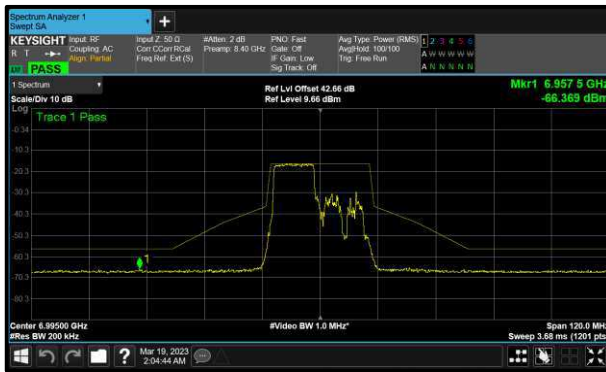 Spectrum Analyzer 1
Swept SA
+
KEYSIGHT Input: RF Input Z: 50 Ω #Atten: 2 dB PNO: Fast Avg Type: Power (RMS) 1 2 3 4 5 6
R T Coupling: AC Corr CCorr RCal Preamp: 8.40 GHz Gate: Off Avg|Hold: 100/100 A W W W W W
Align: Partial Freq Ref: Ext (S) IF Gain: Low Trig: Free Run
PASS Sig Track: Off A N N N N N
1 Spectrum Ref Lvl Offset 42.66 dB Mkr1 6.957 5 GHz
Scale/Div 10 dB Ref Level 9.66 dBm -66.369 dBm
Log
Trace 1 Pass
-0.34
-10.3
-20.3
-30.3
-40.3
-50.3
-60.3
1
-70.3
-80.3
Center 6.99500 GHz #Video BW 1.0 MHz* Span 120.0 MHz
#Res BW 200 kHz Sweep 3.68 ms (1201 pts)
? Mar 19, 2023
2:04:44 AM